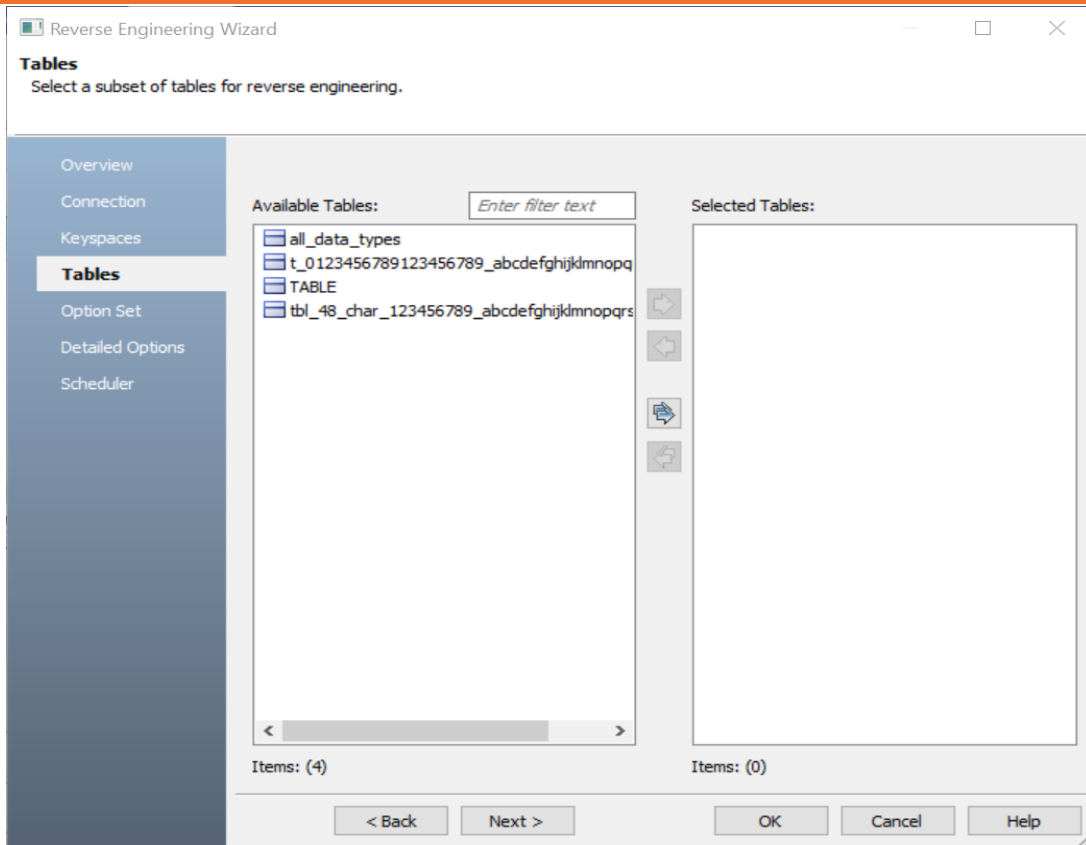 Reverse Engineering Wizard
Tables
Select a subset of tables for reverse engineering.
Overview
Connection
Keyspaces
Tables
Option Set
Detailed Options
Scheduler
Available Tables:
Enter filter text
all_data_types
t_0123456789123456789_abcdefghijklmnopq
TABLE
tbl_48_char_123456789_abcdefghijklmnopqrs
Items: (4)
Selected Tables:
Items: (0)
< Back
Next >
OK
Cancel
Help